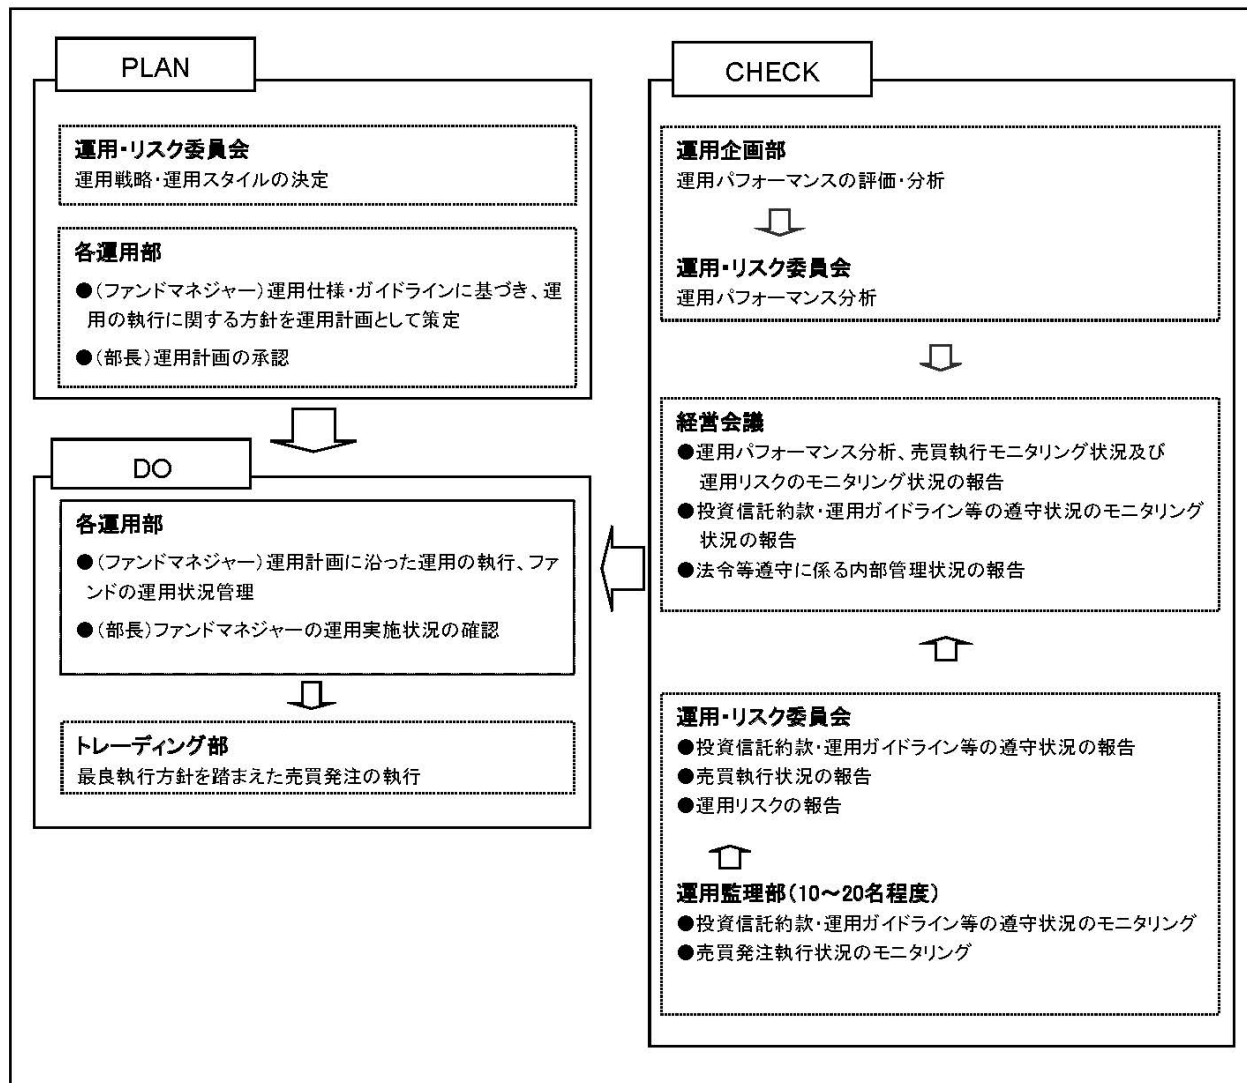 PLAN
運用・リスク委員会
運用戦略・運用スタイルの決定
各運用部
●(ファンドマネジャー)運用仕様・ガイドラインに基づき、運
用の執行に関する方針を運用計画として策定
●(部長)運用計画の承認
DO
各運用部
●(ファンドマネジャー)運用計画に沿った運用の執行、ファ
ンドの運用状況管理
●(部長)ファンドマネジャーの運用実施状況の確認
トレーディング部
最良執行方針を踏まえた売買発注の執行
CHECK
運用企画部
運用パフォーマンスの評価・分析
運用・リスク委員会
運用パフォーマンス分析
経営会議
●運用パフォーマンス分析、売買執行モニタリング状況及び
運用リスクのモニタリング状況の報告
●投資信託約款・運用ガイドライン等の遵守状況のモニタリング
状況の報告
●法令等遵守に係る内部管理状況の報告
運用・リスク委員会
●投資信託約款・運用ガイドライン等の遵守状況の報告
●売買執行状況の報告
●運用リスクの報告
運用監理部(10～20名程度)
●投資信託約款・運用ガイドライン等の遵守状況のモニタリング
●売買発注執行状況のモニタリング